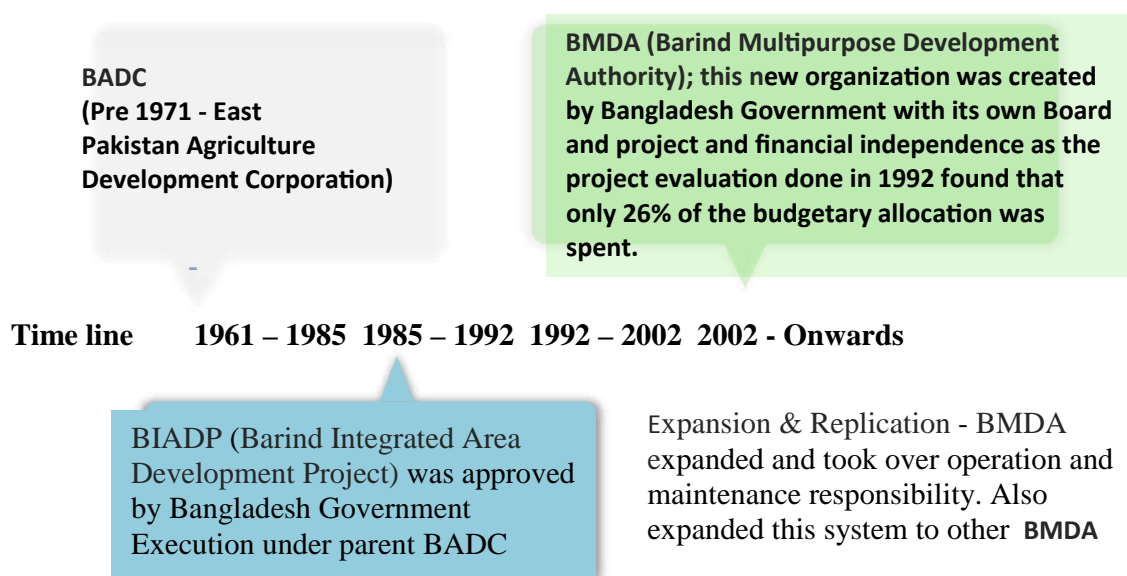 BADC
(Pre 1971 - East
Pakistan Agriculture
Development Corporation)
-
BMDA (Barind Multipurpose Development
Authority); this new organization was created
by Bangladesh Government with its own Board
and project and financial independence as the
project evaluation done in 1992 found that
only 26% of the budgetary allocation was
spent.
Time line 1961 – 1985 1985 – 1992 1992 – 2002 2002 - Onwards
BIADP (Barind Integrated Area
Development Project) was approved
by Bangladesh Government
Execution under parent BADC
Expansion & Replication - BMDA
expanded and took over operation and
maintenance responsibility. Also
expanded this system to other BMDA